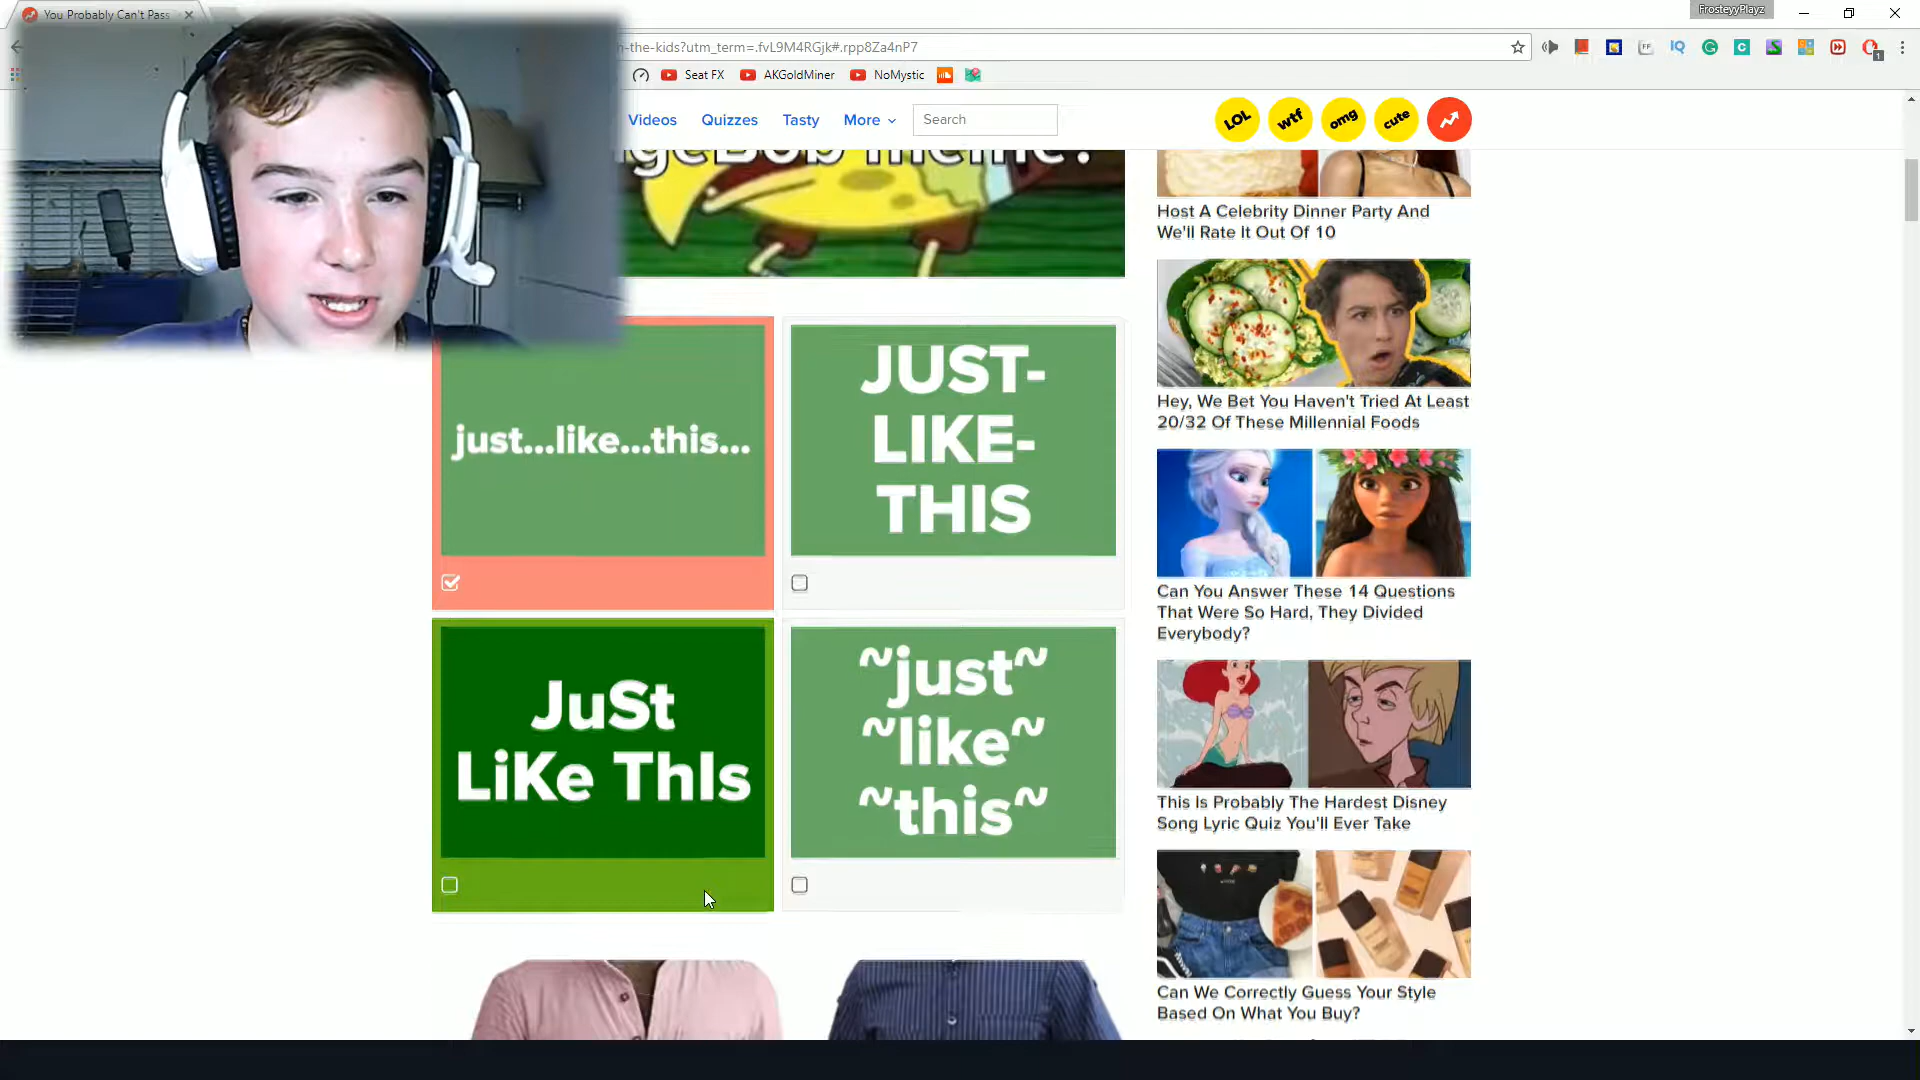 You Probably Can't Pass
FrosteyyPlayz
n-the-kids?utm_term=.fvL9M4RGjk#.rpp8Za4nP7
Seat FX
AKGoldMiner
NoMystic
FF
IQ
1
Videos
Quizzes
Tasty
More
Search
LOL
wtf
omg
cute
ngeBob meme?
just...like...this...
JUST-
LIKE-
THIS
JuSt
LiKe ThIs
~just~
~like~
~this~
Host A Celebrity Dinner Party And
We'll Rate It Out Of 10
Hey, We Bet You Haven't Tried At Least
20/32 Of These Millennial Foods
Can You Answer These 14 Questions
That Were So Hard, They Divided
Everybody?
This Is Probably The Hardest Disney
Song Lyric Quiz You'll Ever Take
Can We Correctly Guess Your Style
Based On What You Buy?